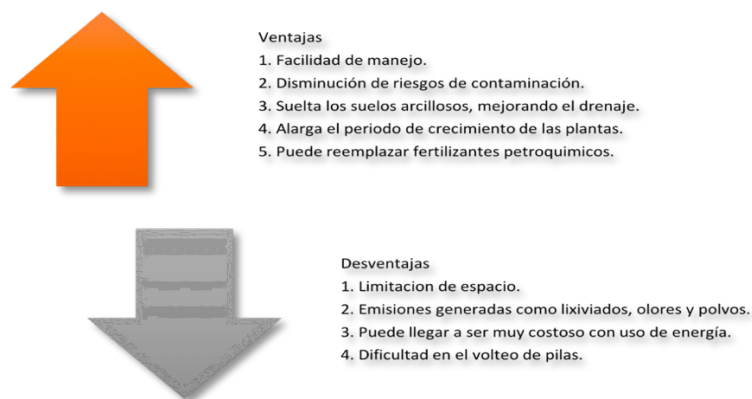 Ventajas
1. Facilidad de manejo.
2. Disminución de riesgos de contaminación.
3. Suelta los suelos arcillosos, mejorando el drenaje.
4. Alarga el periodo de crecimiento de las plantas.
5. Puede reemplazar fertilizantes petroquimicos.
Desventajas
1. Limitacion de espacio.
2. Emisiones generadas como lixiviados, olores y polvos.
3. Puede llegar a ser muy costoso con uso de energía.
4. Dificultad en el volteo de pilas.